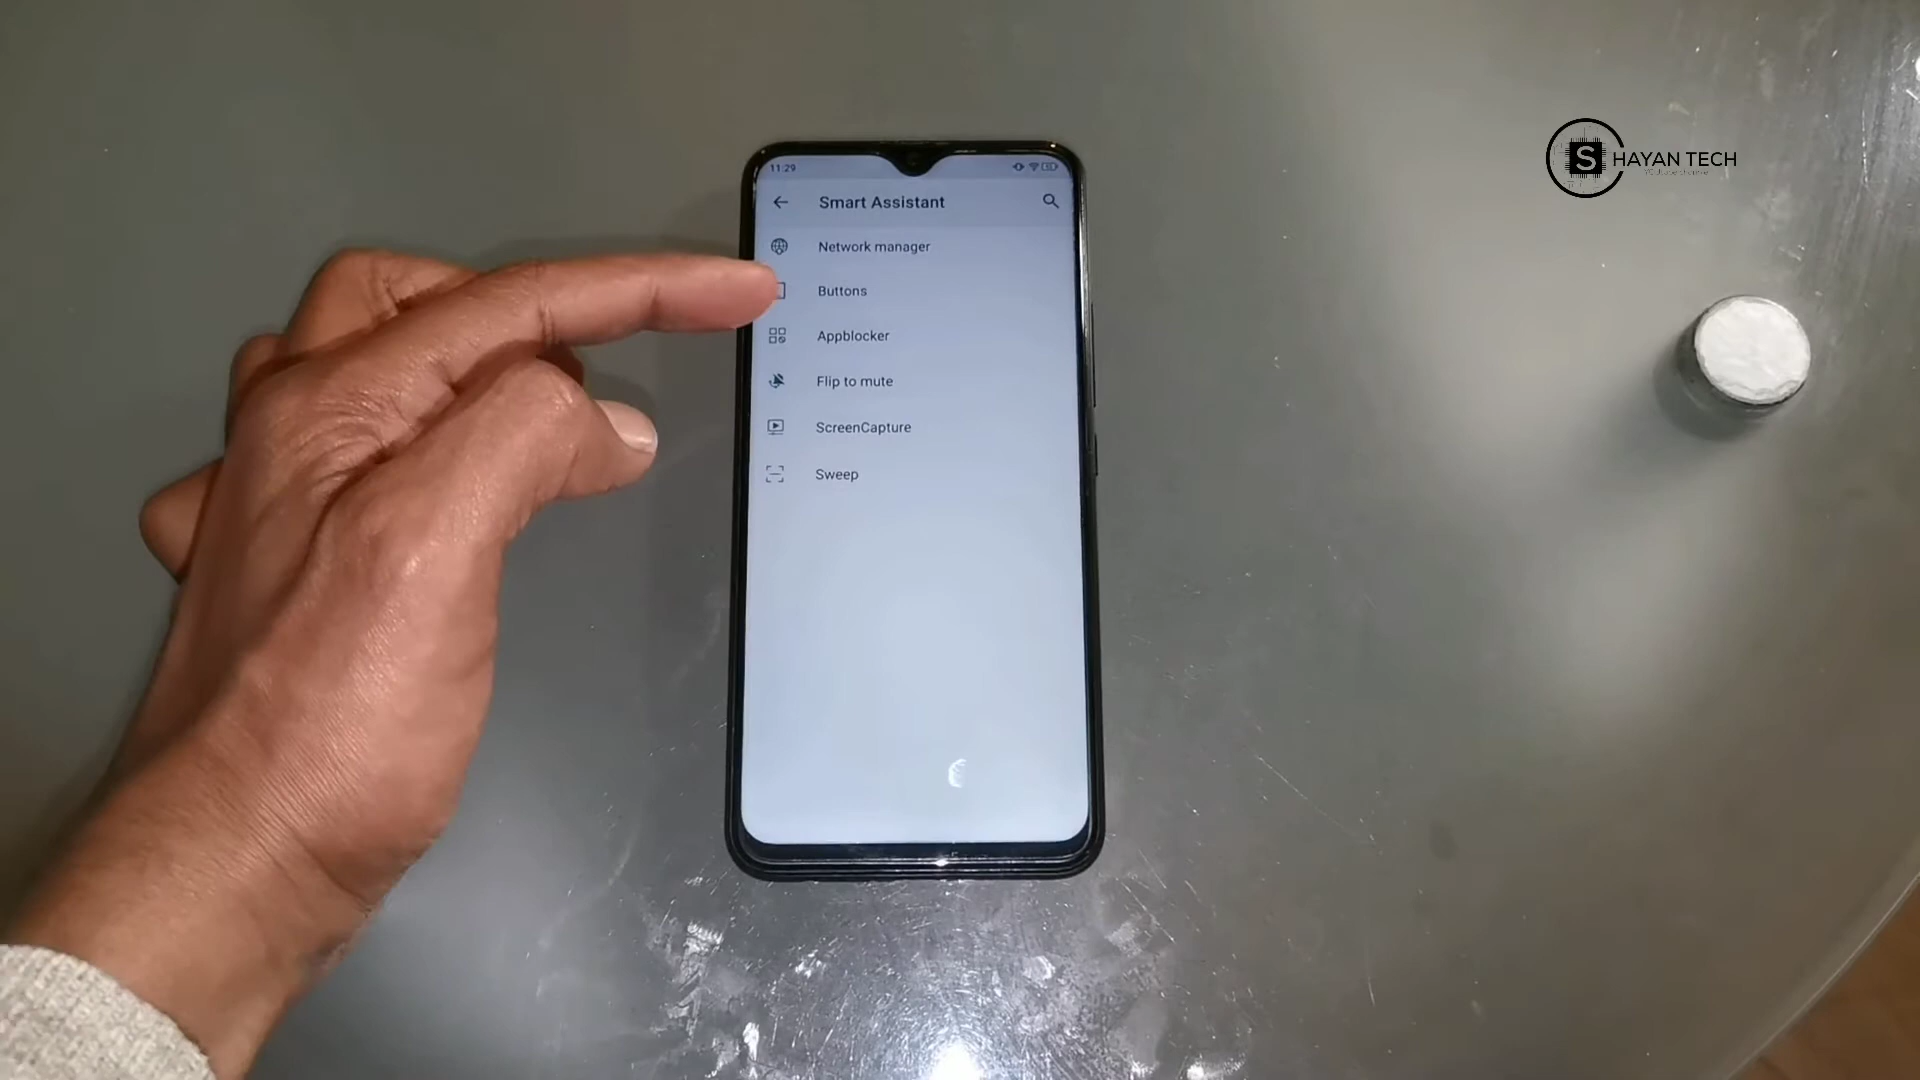 11:29
Smart Assistant
Network manager
Buttons
Appblocker
Flip to mute
ScreenCapture
Sweep
S HAYAN TECH